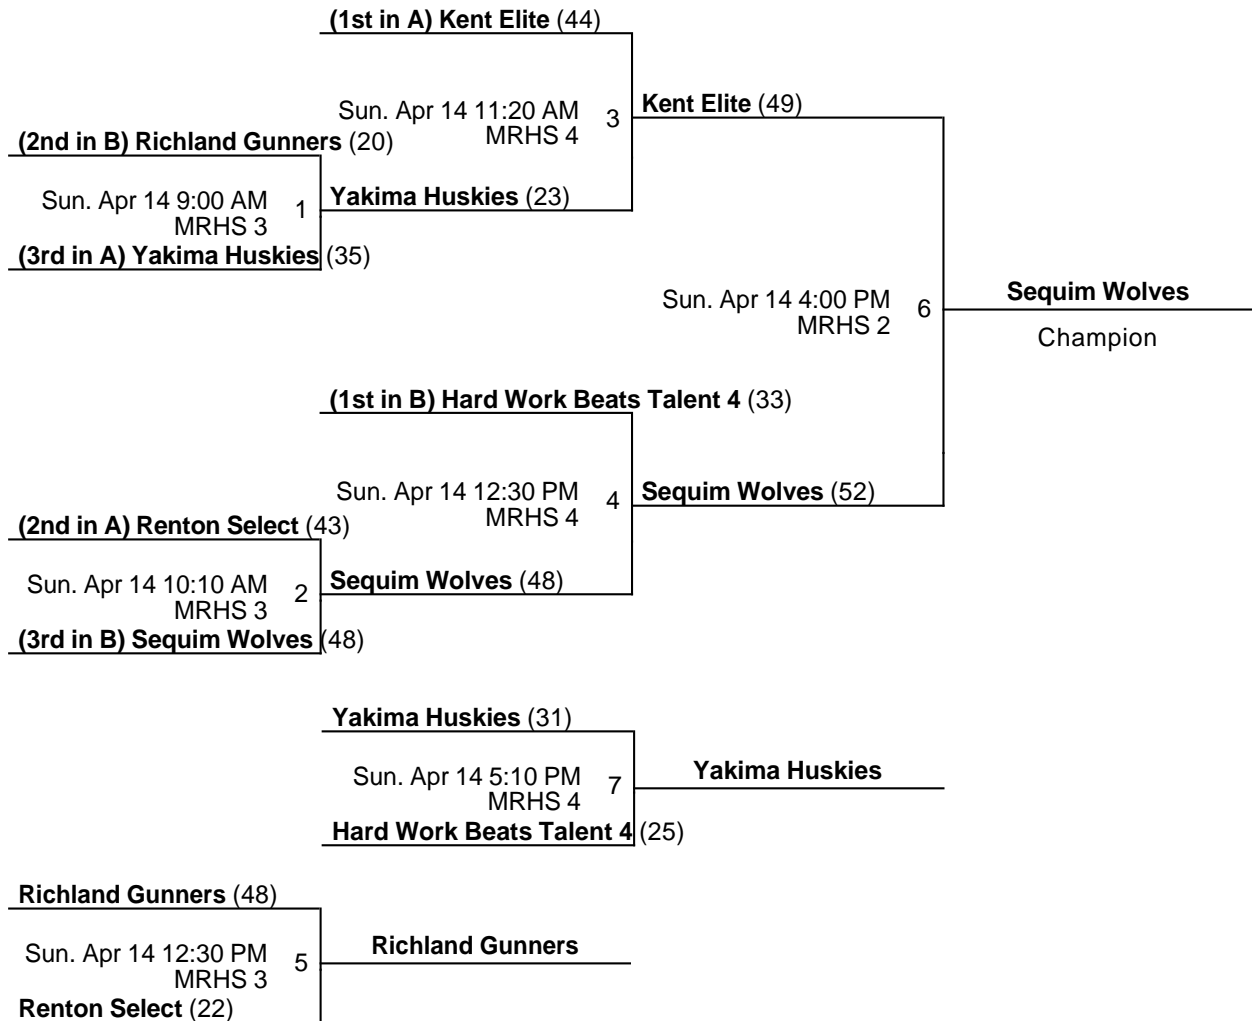 (1st in A) Kent Elite (44)
Sun. Apr 14 11:20 AM
MRHS 4
3
Kent Elite (49)
(2nd in B) Richland Gunners (20)
Sun. Apr 14 9:00 AM
MRHS 3
1
Yakima Huskies (23)
(3rd in A) Yakima Huskies (35)
Sun. Apr 14 4:00 PM
MRHS 2
6
Sequim Wolves
Champion
(1st in B) Hard Work Beats Talent 4 (33)
Sun. Apr 14 12:30 PM
MRHS 4
4
Sequim Wolves (52)
(2nd in A) Renton Select (43)
Sun. Apr 14 10:10 AM
MRHS 3
2
Sequim Wolves (48)
(3rd in B) Sequim Wolves (48)
Yakima Huskies (31)
Sun. Apr 14 5:10 PM
MRHS 4
7
Yakima Huskies
Hard Work Beats Talent 4 (25)
Richland Gunners (48)
Sun. Apr 14 12:30 PM
MRHS 3
5
Richland Gunners
Renton Select (22)